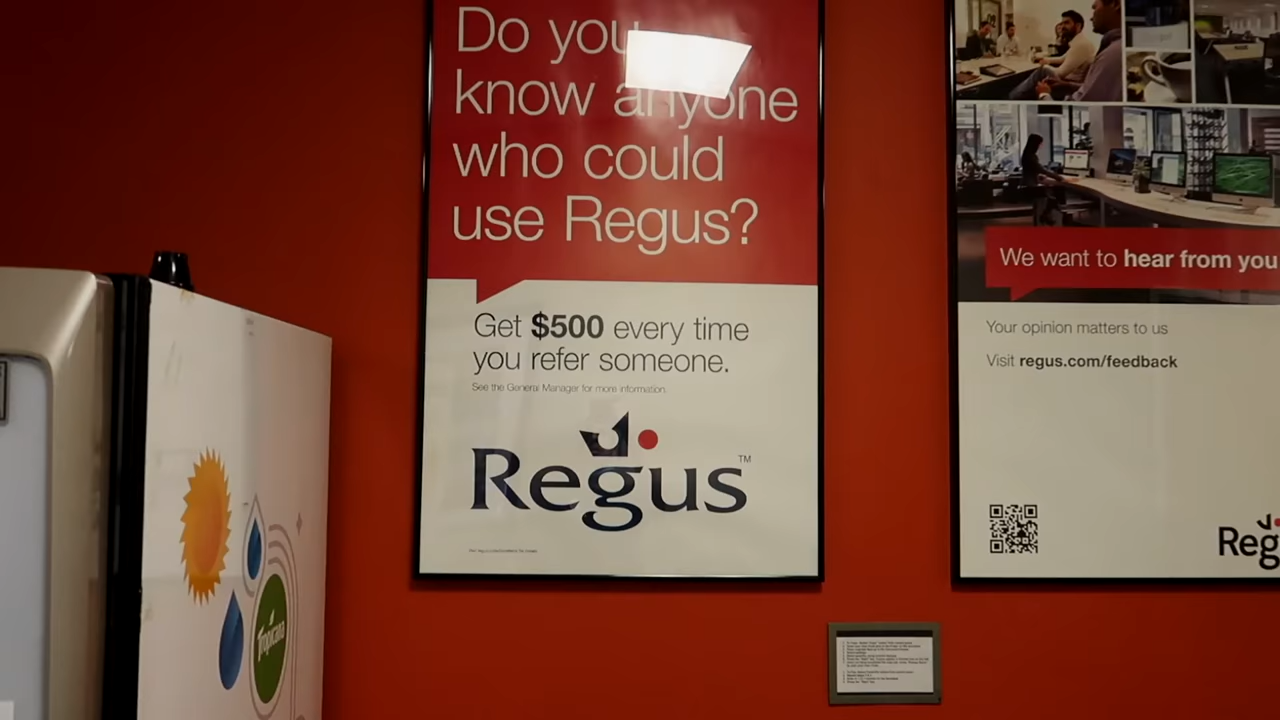 Do you
know anyone
who could
use Regus?
Get $500 every time
you refer someone.
See the General Manager for more information.
Regus™
We want to hear from you
Your opinion matters to us
Visit regus.com/feedback
Reg
Tropicana